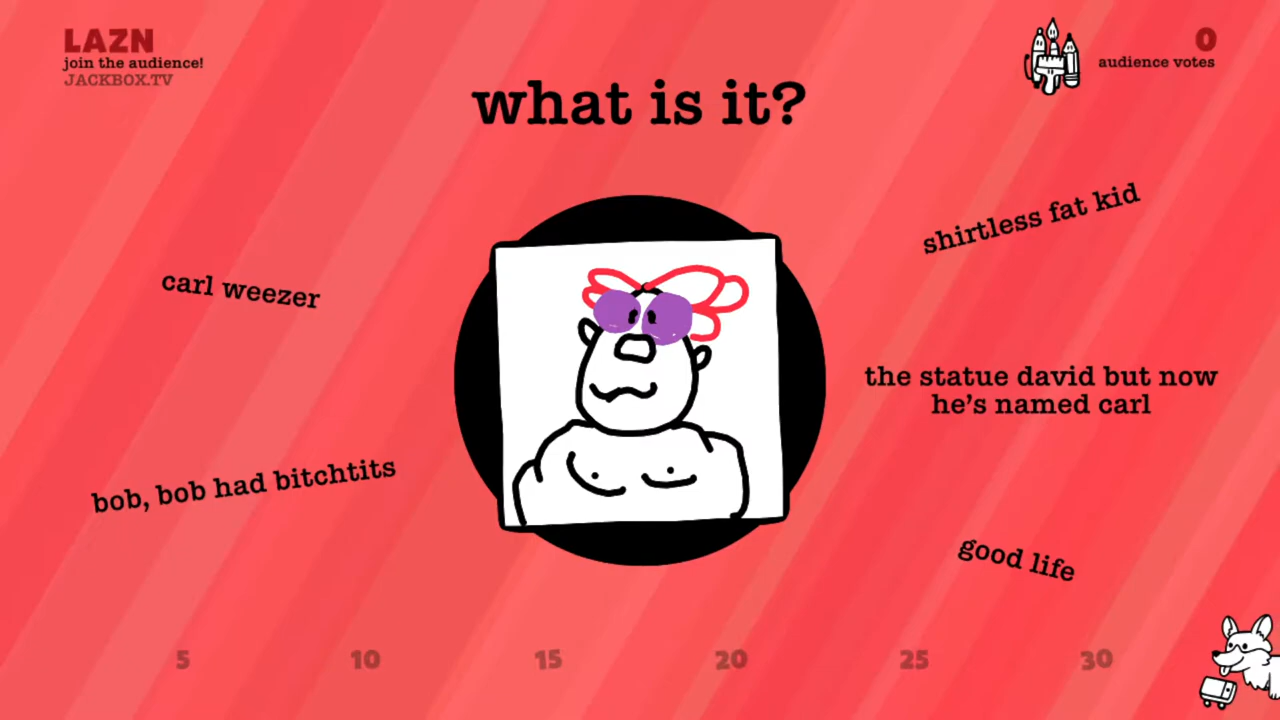 LAZN
join the audience!
JACKBOX.TV
0
audience votes
what is it?
shirtless fat kid
carl weezer
the statue david but now
he's named carl
bob, bob had bitchtits
good life
5 10 15 20 25 30